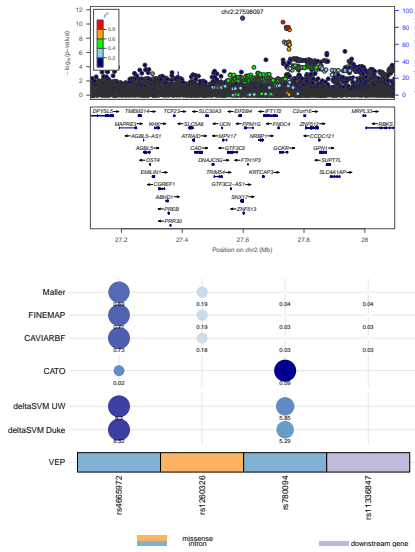 chr2:27598097
12
10
8
6
4
2
0
100
80
60
40
20
0
r²
0.8
0.6
0.4
0.2
− log10(p−value)
DPYSL5→ TMEM214→ TCF23→ ←SLC30A3 ←EIF2B4 ←IFT172 C2orf16→ MRPL33→ ←RBKS
MAPRE3→ KHK→ ←SLC5A6 ←UCN ←PPM1G ←FNDC4 ZNF512→
←AGBL5−AS1 ATRAID→ ←MPV17 ←NRBP1→ GCKR→ CCDC121
AGBL5→ CAD→ ←GTF3C2 GPN1→
←OST4 DNAJC5G→ ←FTH1P3 ←SUPT7L
EMILIN1→ TRIM54→ KRTCAP3→ SLC4A1AP→
←CGREF1 GTF3C2−AS1→
ABHD1→ SNX17→
←PREB ←ZNF513
←PRR30
27.2 27.4 27.6 27.8 28
Position on chr2 (Mb)
Maller
0.19 0.04 0.04
FINEMAP
0.19 0.03 0.03
CAVIARBF
0.73 0.18 0.03 0.03
CATO
0.02 0.09
deltaSVM UW
5.85
deltaSVM Duke
5.29
VEP
rs4665972 rs1260326 rs780094 rs11336847
missense
intron downstream gene